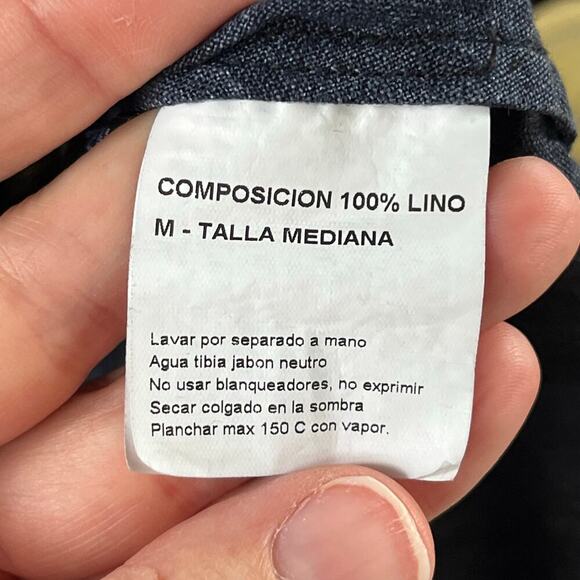 COMPOSICION 100% LINO
M - TALLA MEDIANA
Lavar por separado a mano
Agua tibia jabon neutro
No usar blanqueadores, no exprimir
Secar colgado en la sombra
Planchar max 150 C con vapor.